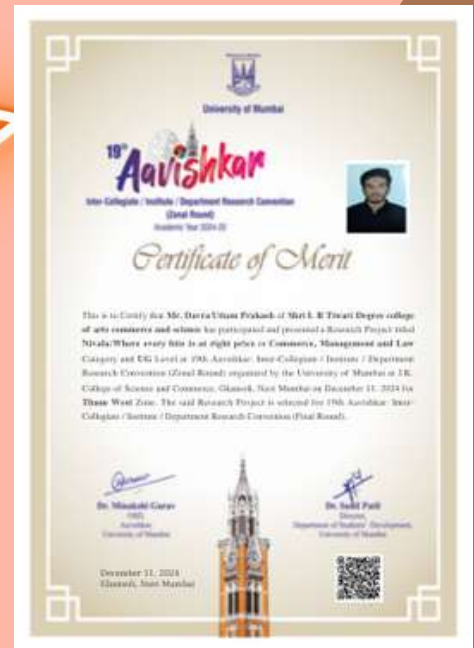 University of Mumbai
19th
Aavishkar
Inter-Collegiate / Institute / Department Research Convention
(Zonal Round)
Academic Year 2024-25
Certificate of Merit
This is to Certify that Mr. Davra Uttam Prakash of Shri L. R Tiwari Degree college
of arts commerce and science has participated and presented a Research Project titled
Nivala:Where every bite is at right price in Commerce, Management and Law
Category and UG Level at 19th Aavishkar: Inter-Collegiate / Institute / Department
Research Convention (Zonal Round) organized by the University of Mumbai at
College of Science and Commerce, Ghansoli, Navi Mumbai on December 11, 2024 for
Thane West Zone. The said Research Project is selected for 19th Aavishkar: Inter-
Collegiate / Institute / Department Research Convention (Final Round).
Dr. Minakshi Gurav
Aavishkar
University of Mumbai
Dr. Sunil Patil
Director,
Department of Students' Development,
University of Mumbai
December 11, 2024
Ghansoli, Navi Mumbai